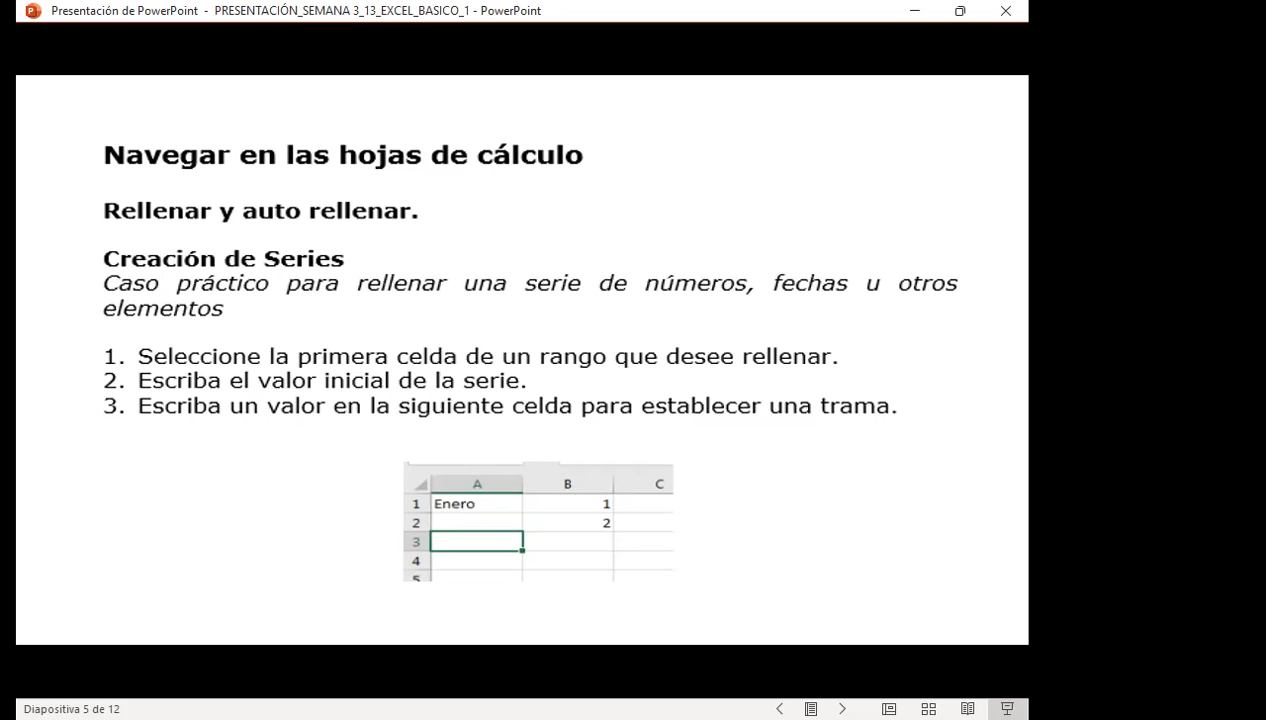 Presentación de PowerPoint - PRESENTACIÓN_SEMANA 3_13_EXCEL_BASICO_1 - PowerPoint
Navegar en las hojas de cálculo
Rellenar y auto rellenar.
Creación de Series
Caso práctico para rellenar una serie de números, fechas u otros
elementos
1. Seleccione la primera celda de un rango que desee rellenar.
2. Escriba el valor inicial de la serie.
3. Escriba un valor en la siguiente celda para establecer una trama.
A B C
1 Enero 1
2 2
3
4
5
Diapositiva 5 de 12